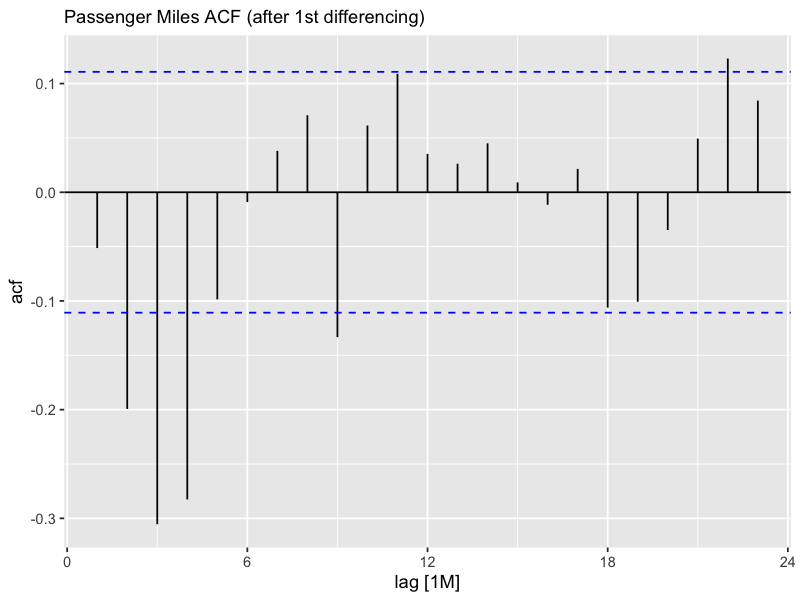 Passenger Miles ACF (after 1st differencing)
0.1
0.0
-0.1
-0.2
-0.3
acf
0 6 12 18 24
lag [1M]